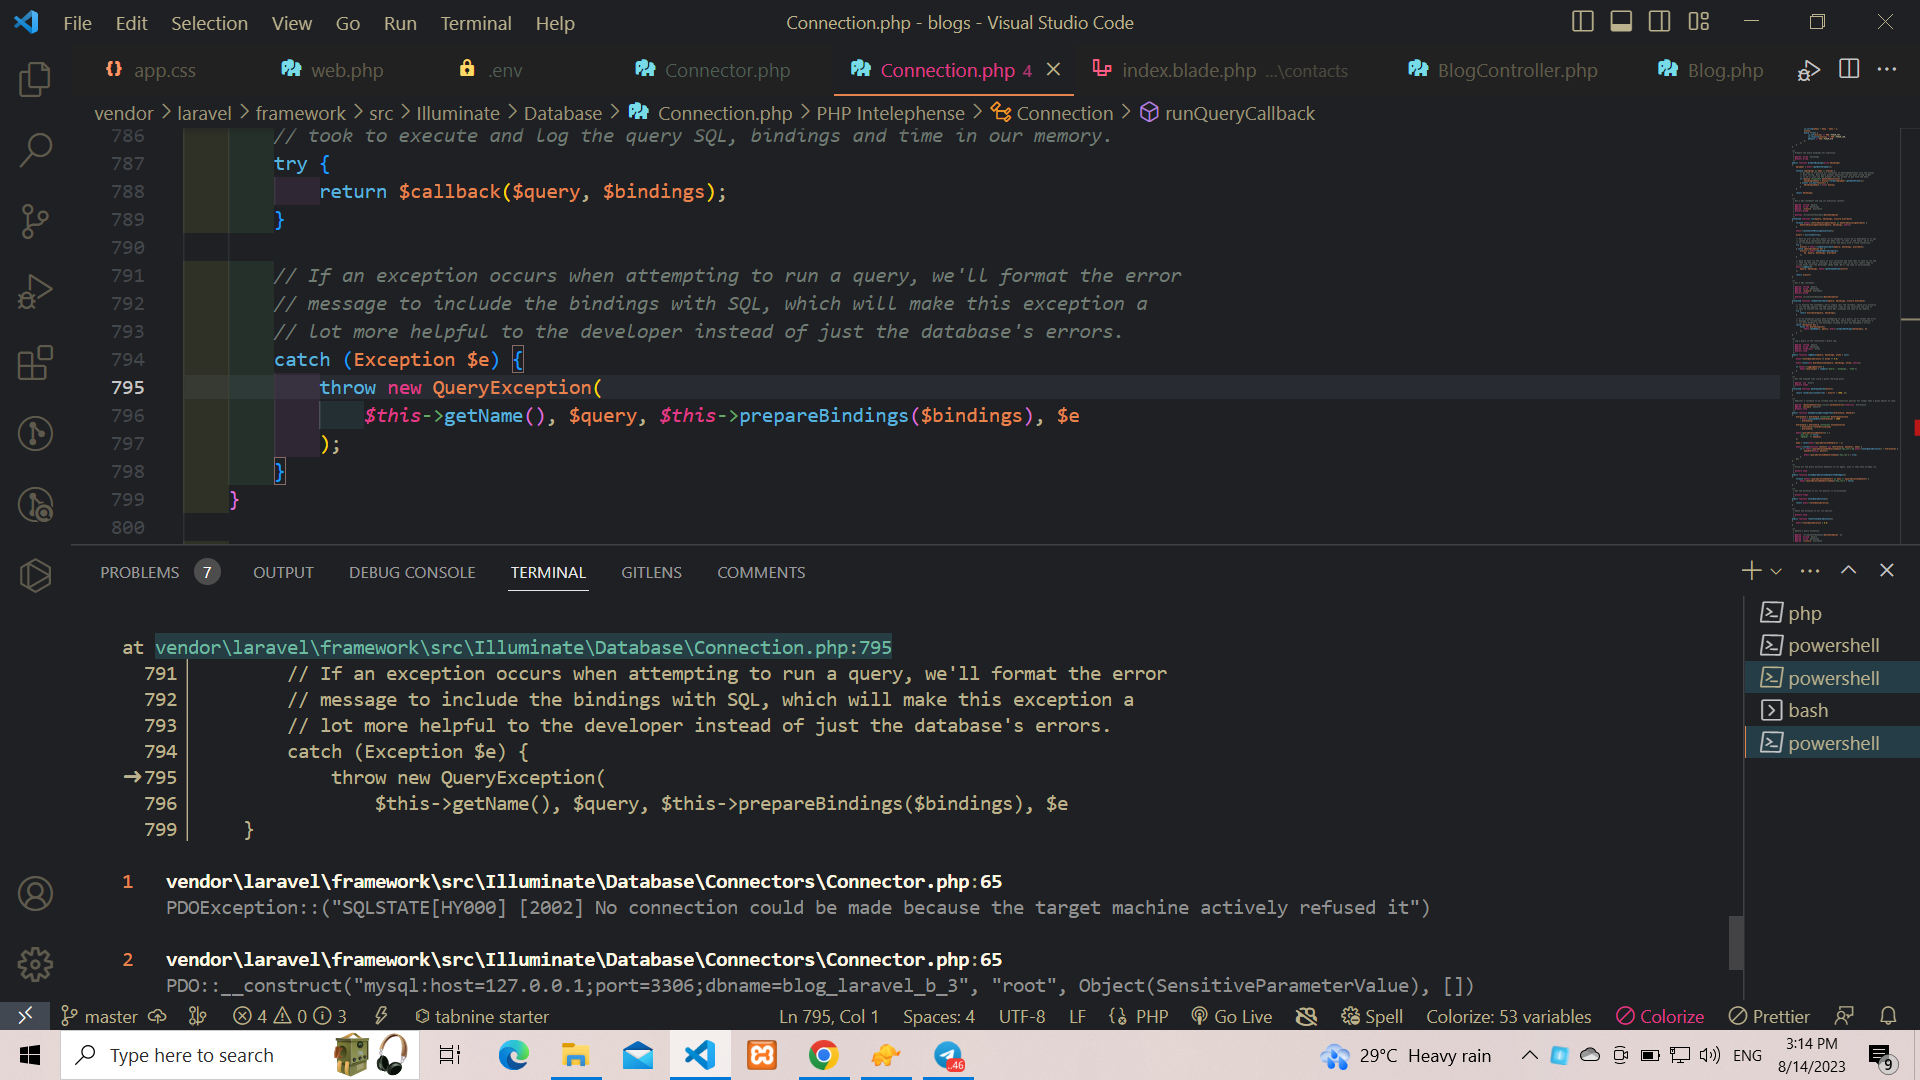 File Edit Selection View Go Run Terminal Help
Connection.php - blogs - Visual Studio Code
app.css web.php .env Connector.php Connection.php 4 index.blade.php ...\contacts BlogController.php Blog.php
vendor > laravel > framework > src > Illuminate > Database > Connection.php > PHP Intelephense > Connection > runQueryCallback
786 // took to execute and log the query SQL, bindings and time in our memory.
787 try {
788 return $callback($query, $bindings);
789 }
790
791 // If an exception occurs when attempting to run a query, we'll format the error
792 // message to include the bindings with SQL, which will make this exception a
793 // lot more helpful to the developer instead of just the database's errors.
794 catch (Exception $e) {
795 throw new QueryException(
796 $this->getName(), $query, $this->prepareBindings($bindings), $e
797 );
798 }
799 }
800
PROBLEMS 7 OUTPUT DEBUG CONSOLE TERMINAL GITLENS COMMENTS
php
powershell
powershell
bash
powershell
at vendor\laravel\framework\src\Illuminate\Database\Connection.php:795
791 // If an exception occurs when attempting to run a query, we'll format the error
792 // message to include the bindings with SQL, which will make this exception a
793 // lot more helpful to the developer instead of just the database's errors.
794 catch (Exception $e) {
➜795 throw new QueryException(
796 $this->getName(), $query, $this->prepareBindings($bindings), $e
799 }
1 vendor\laravel\framework\src\Illuminate\Database\Connectors\Connector.php:65
PDOException::("SQLSTATE[HY000] [2002] No connection could be made because the target machine actively refused it")
2 vendor\laravel\framework\src\Illuminate\Database\Connectors\Connector.php:65
PDO::__construct("mysql:host=127.0.0.1;port=3306;dbname=blog_laravel_b_3", "root", Object(SensitiveParameterValue), [])
master 4 0 3 tabnine starter Ln 795, Col 1 Spaces: 4 UTF-8 LF PHP Go Live Spell Colorize: 53 variables Colorize Prettier
Type here to search ..46 29°C Heavy rain ENG 3:14 PM
8/14/2023 9